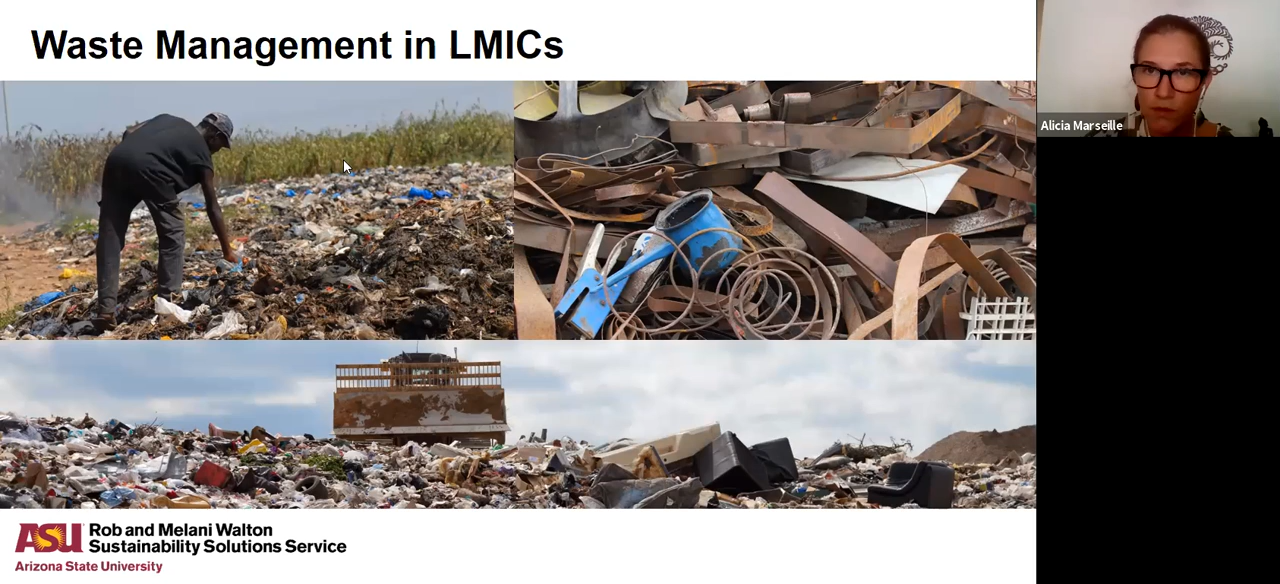 Waste Management in LMICs
Alicia Marseille
ASU Rob and Melani Walton
Sustainability Solutions Service
Arizona State University